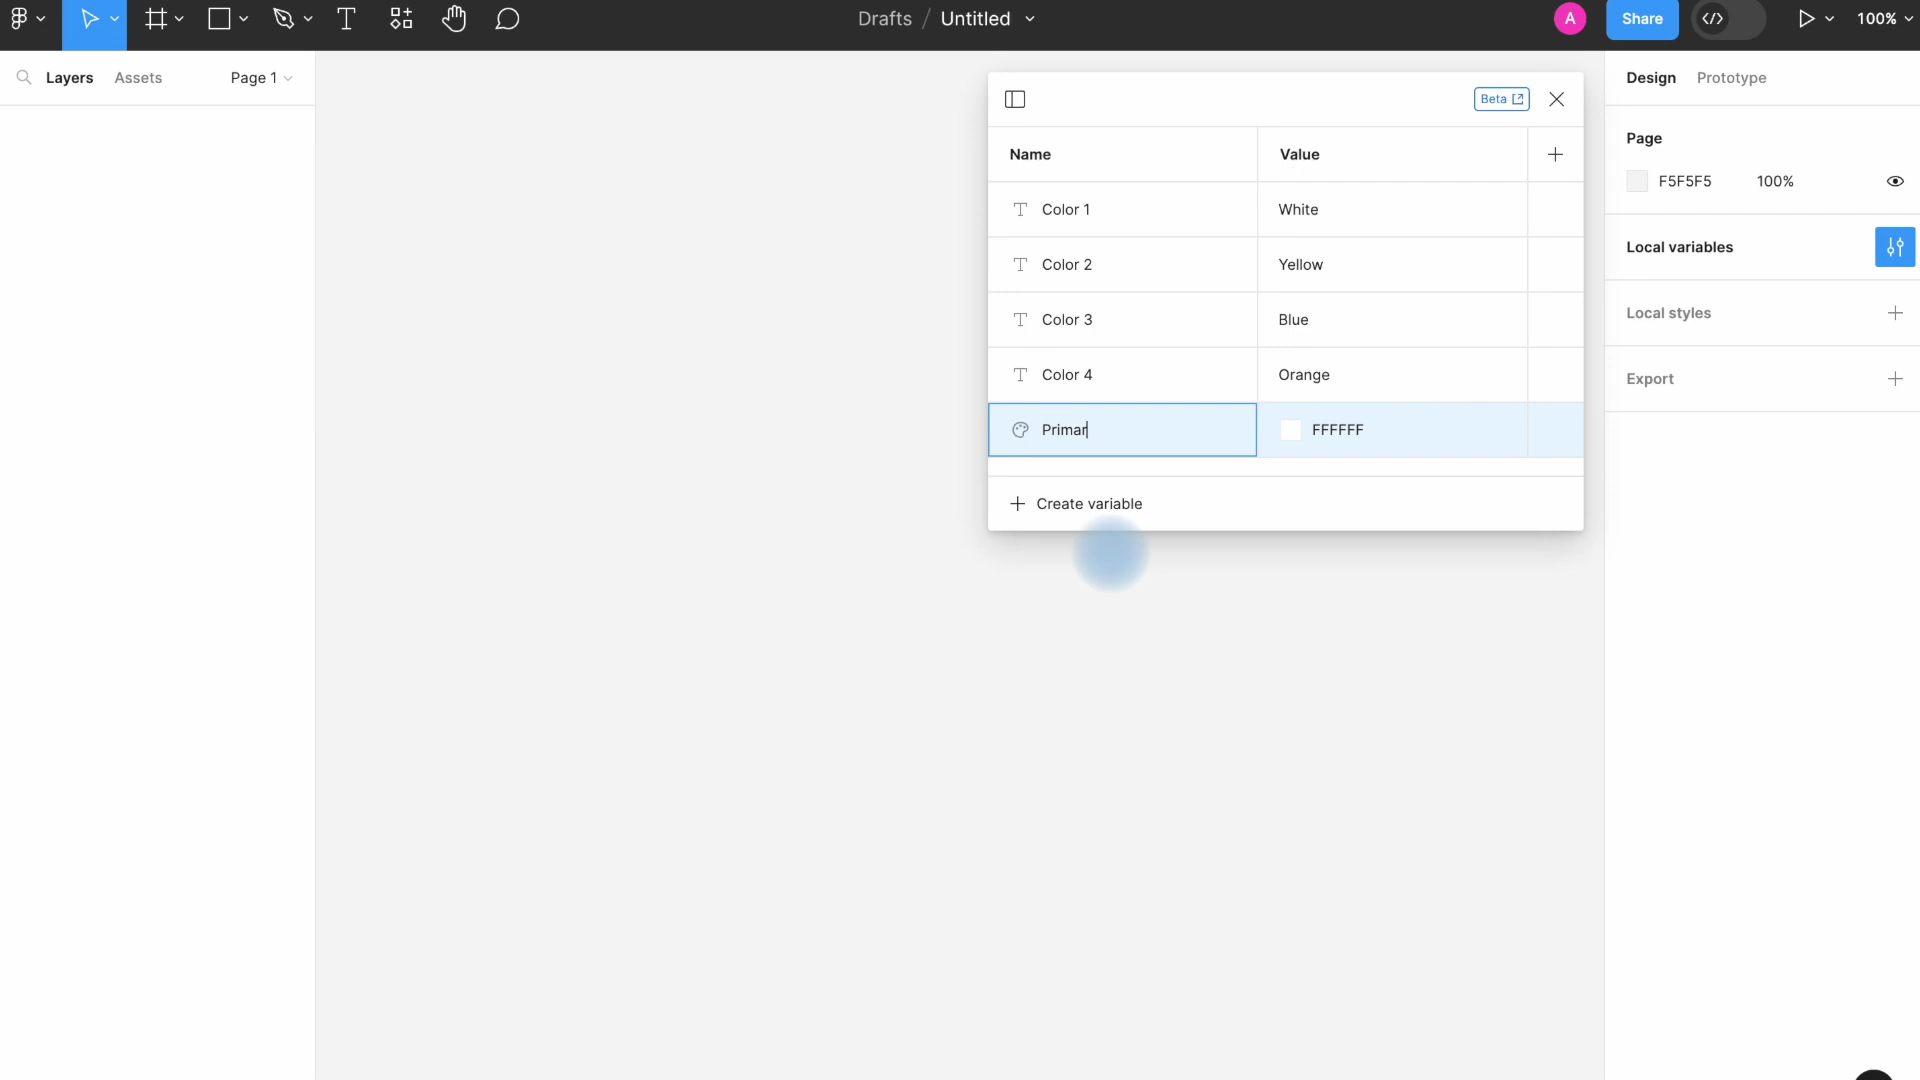 Drafts / Untitled
A
Share
100%
Layers
Assets
Page 1
Beta
Name
Value
Color 1
White
Color 2
Yellow
Color 3
Blue
Color 4
Orange
Primar
FFFFFF
Create variable
Design
Prototype
Page
F5F5F5
100%
Local variables
Local styles
Export